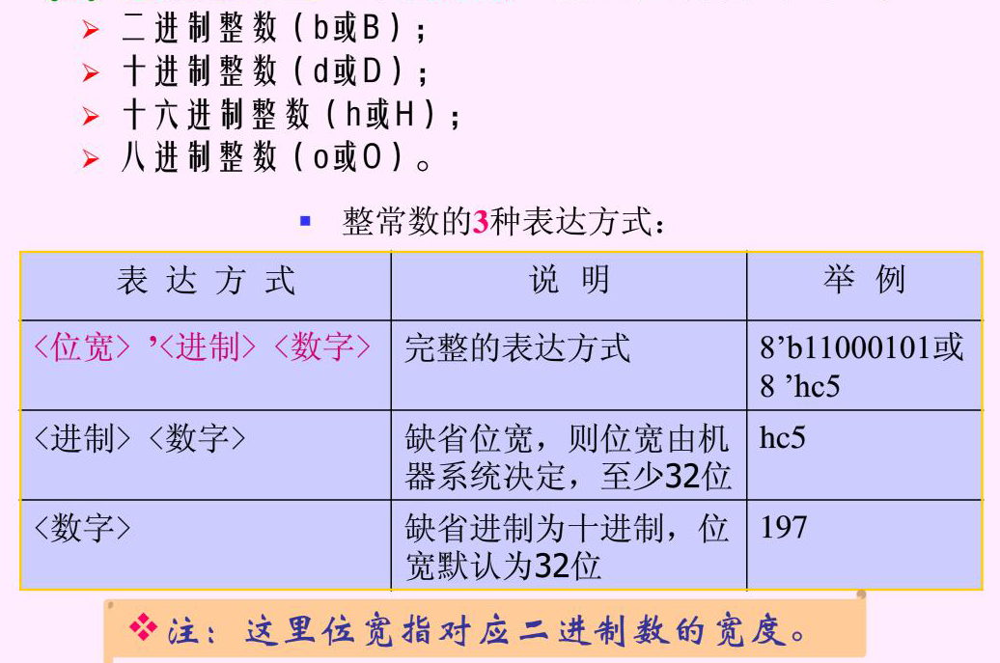 二进制整数(b或B);
十进制整数(d或D);
十六进制整数(h或H);
八进制整数(o或O)。
整常数的3种表达方式:
表 达 方 式 说 明 举 例
<位宽> ’<进制> <数字> 完整的表达方式 8’b11000101或
8 ’hc5
<进制> <数字> 缺省位宽，则位宽由机 hc5
器系统决定，至少32位
<数字> 缺省进制为十进制，位 197
宽默认为32位
注：这里位宽指对应二进制数的宽度。